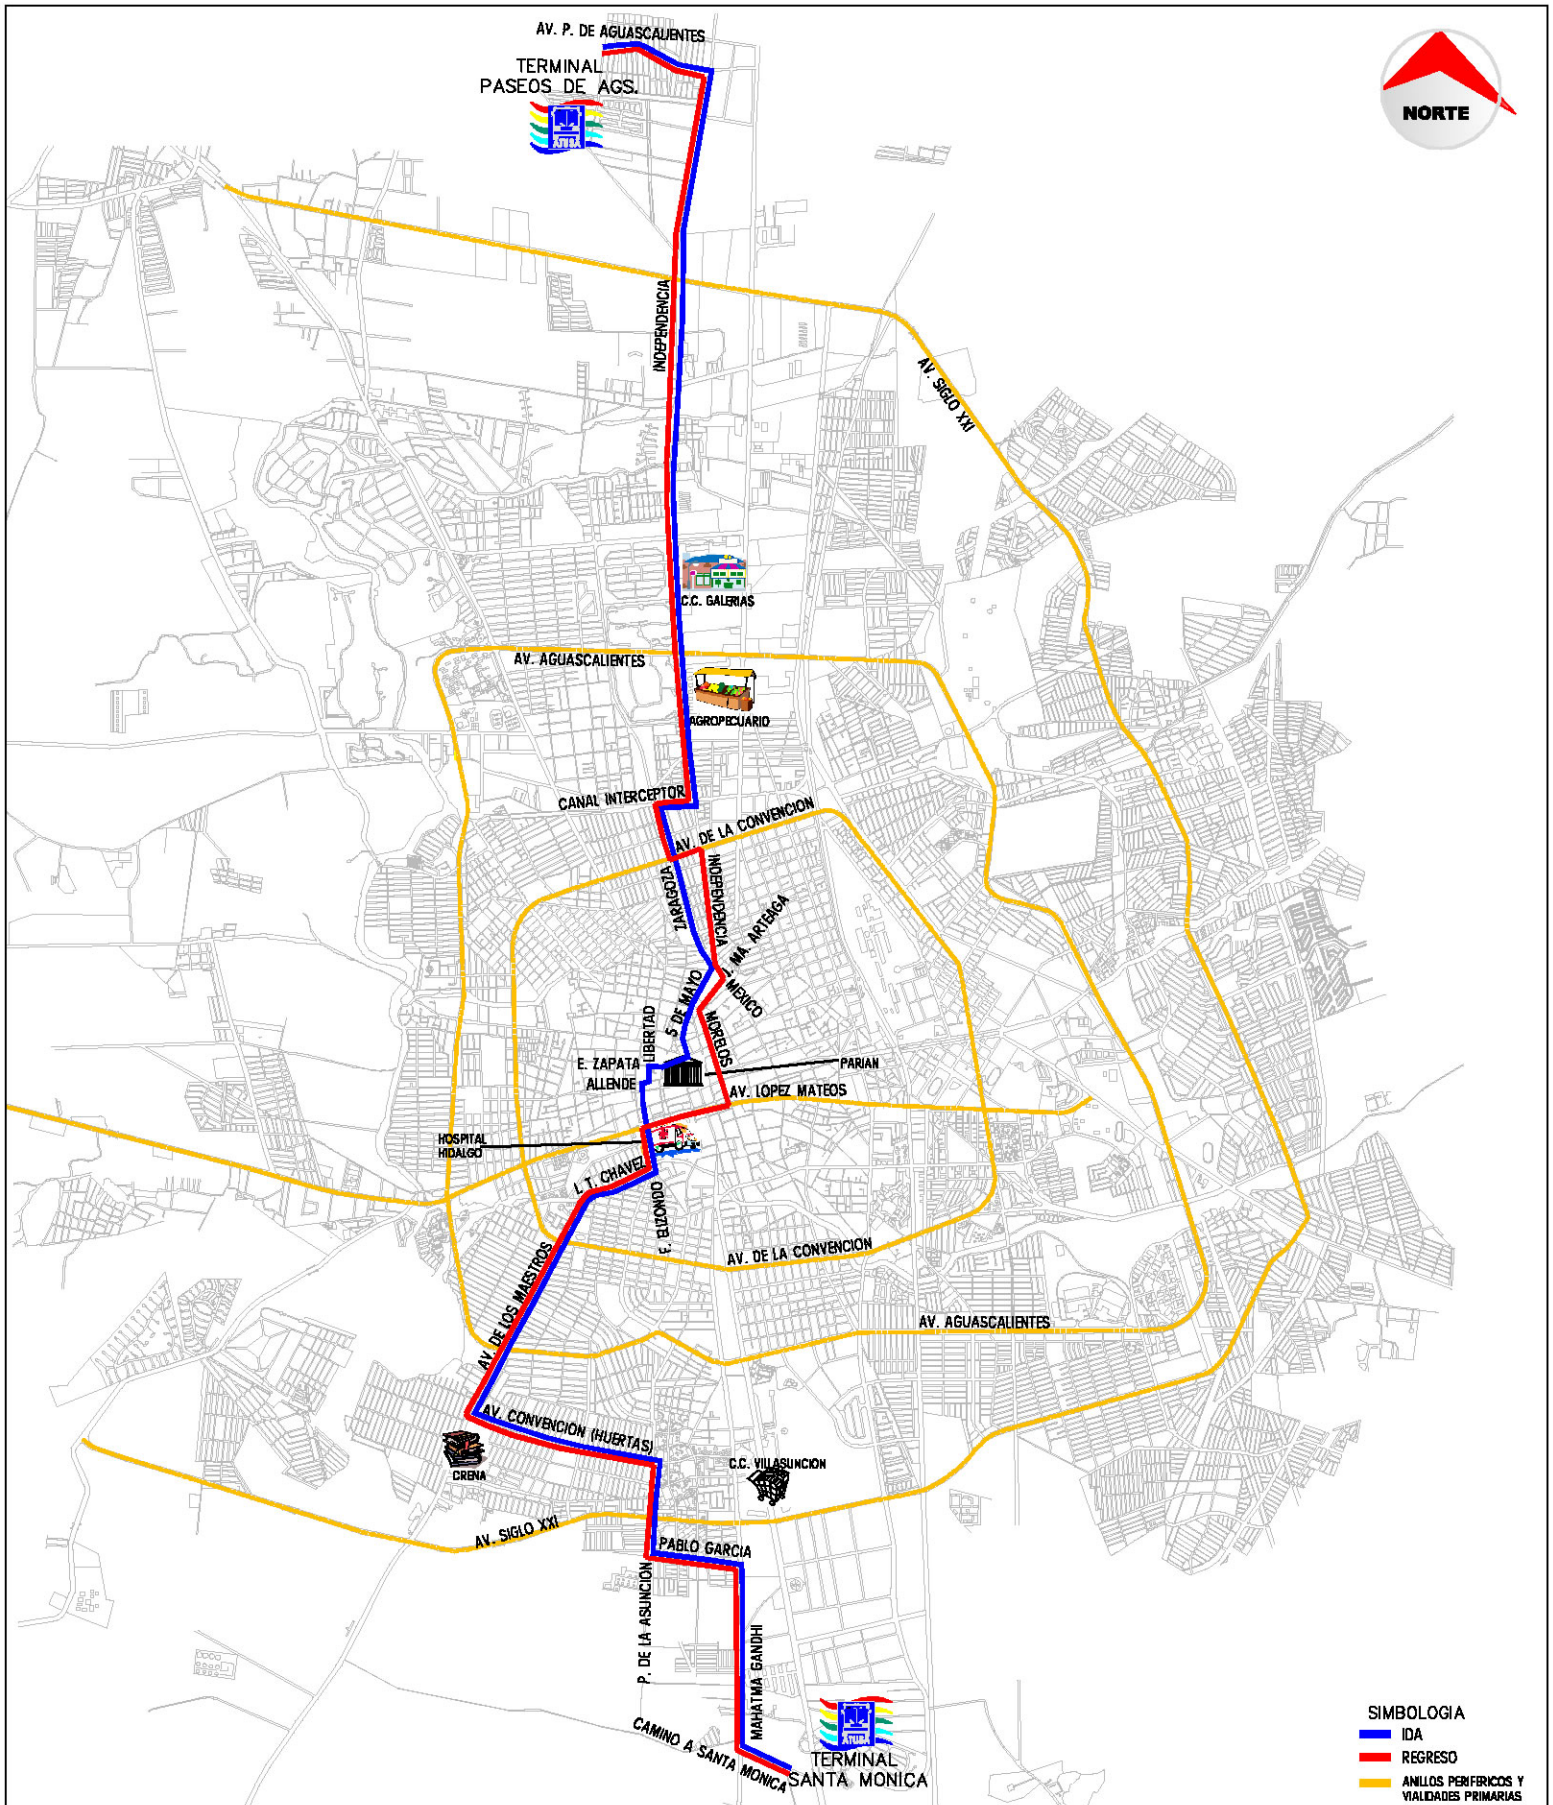 AV. P. DE AGUASCALIENTES
TERMINAL
PASEOS DE AGS.
ATUSA
NORTE
INDEPENDENCIA
AV. SIGLO XXI
C.C. GALERIAS
AV. AGUASCALIENTES
AGROPECUARIO
CANAL INTERCEPTOR
AV. DE LA CONVENCION
ZARAGOZA
INDEPENDENCIA
J. MA. ARTEAGA
MEXICO
5 DE MAYO
LIBERTAD
MORELOS
E. ZAPATA
ALLENDE
PARIAN
AV. LOPEZ MATEOS
HOSPITAL
HIDALGO
I. T. CHAVEZ
E. ELIZONDO
AV. DE LOS MAESTROS
AV. DE LA CONVENCION
AV. AGUASCALIENTES
AV. CONVENCION (HUERTAS)
CRENA
C.C. VILLASUNCION
AV. SIGLO XXI
PABLO GARCIA
P. DE LA ASUNCION
MAHATMA GANDHI
CAMINO A SANTA MONICA
ATUSA
TERMINAL
SANTA MONICA
SIMBOLOGIA
IDA
REGRESO
ANILLOS PERIFERICOS Y
VIALIDADES PRIMARIAS